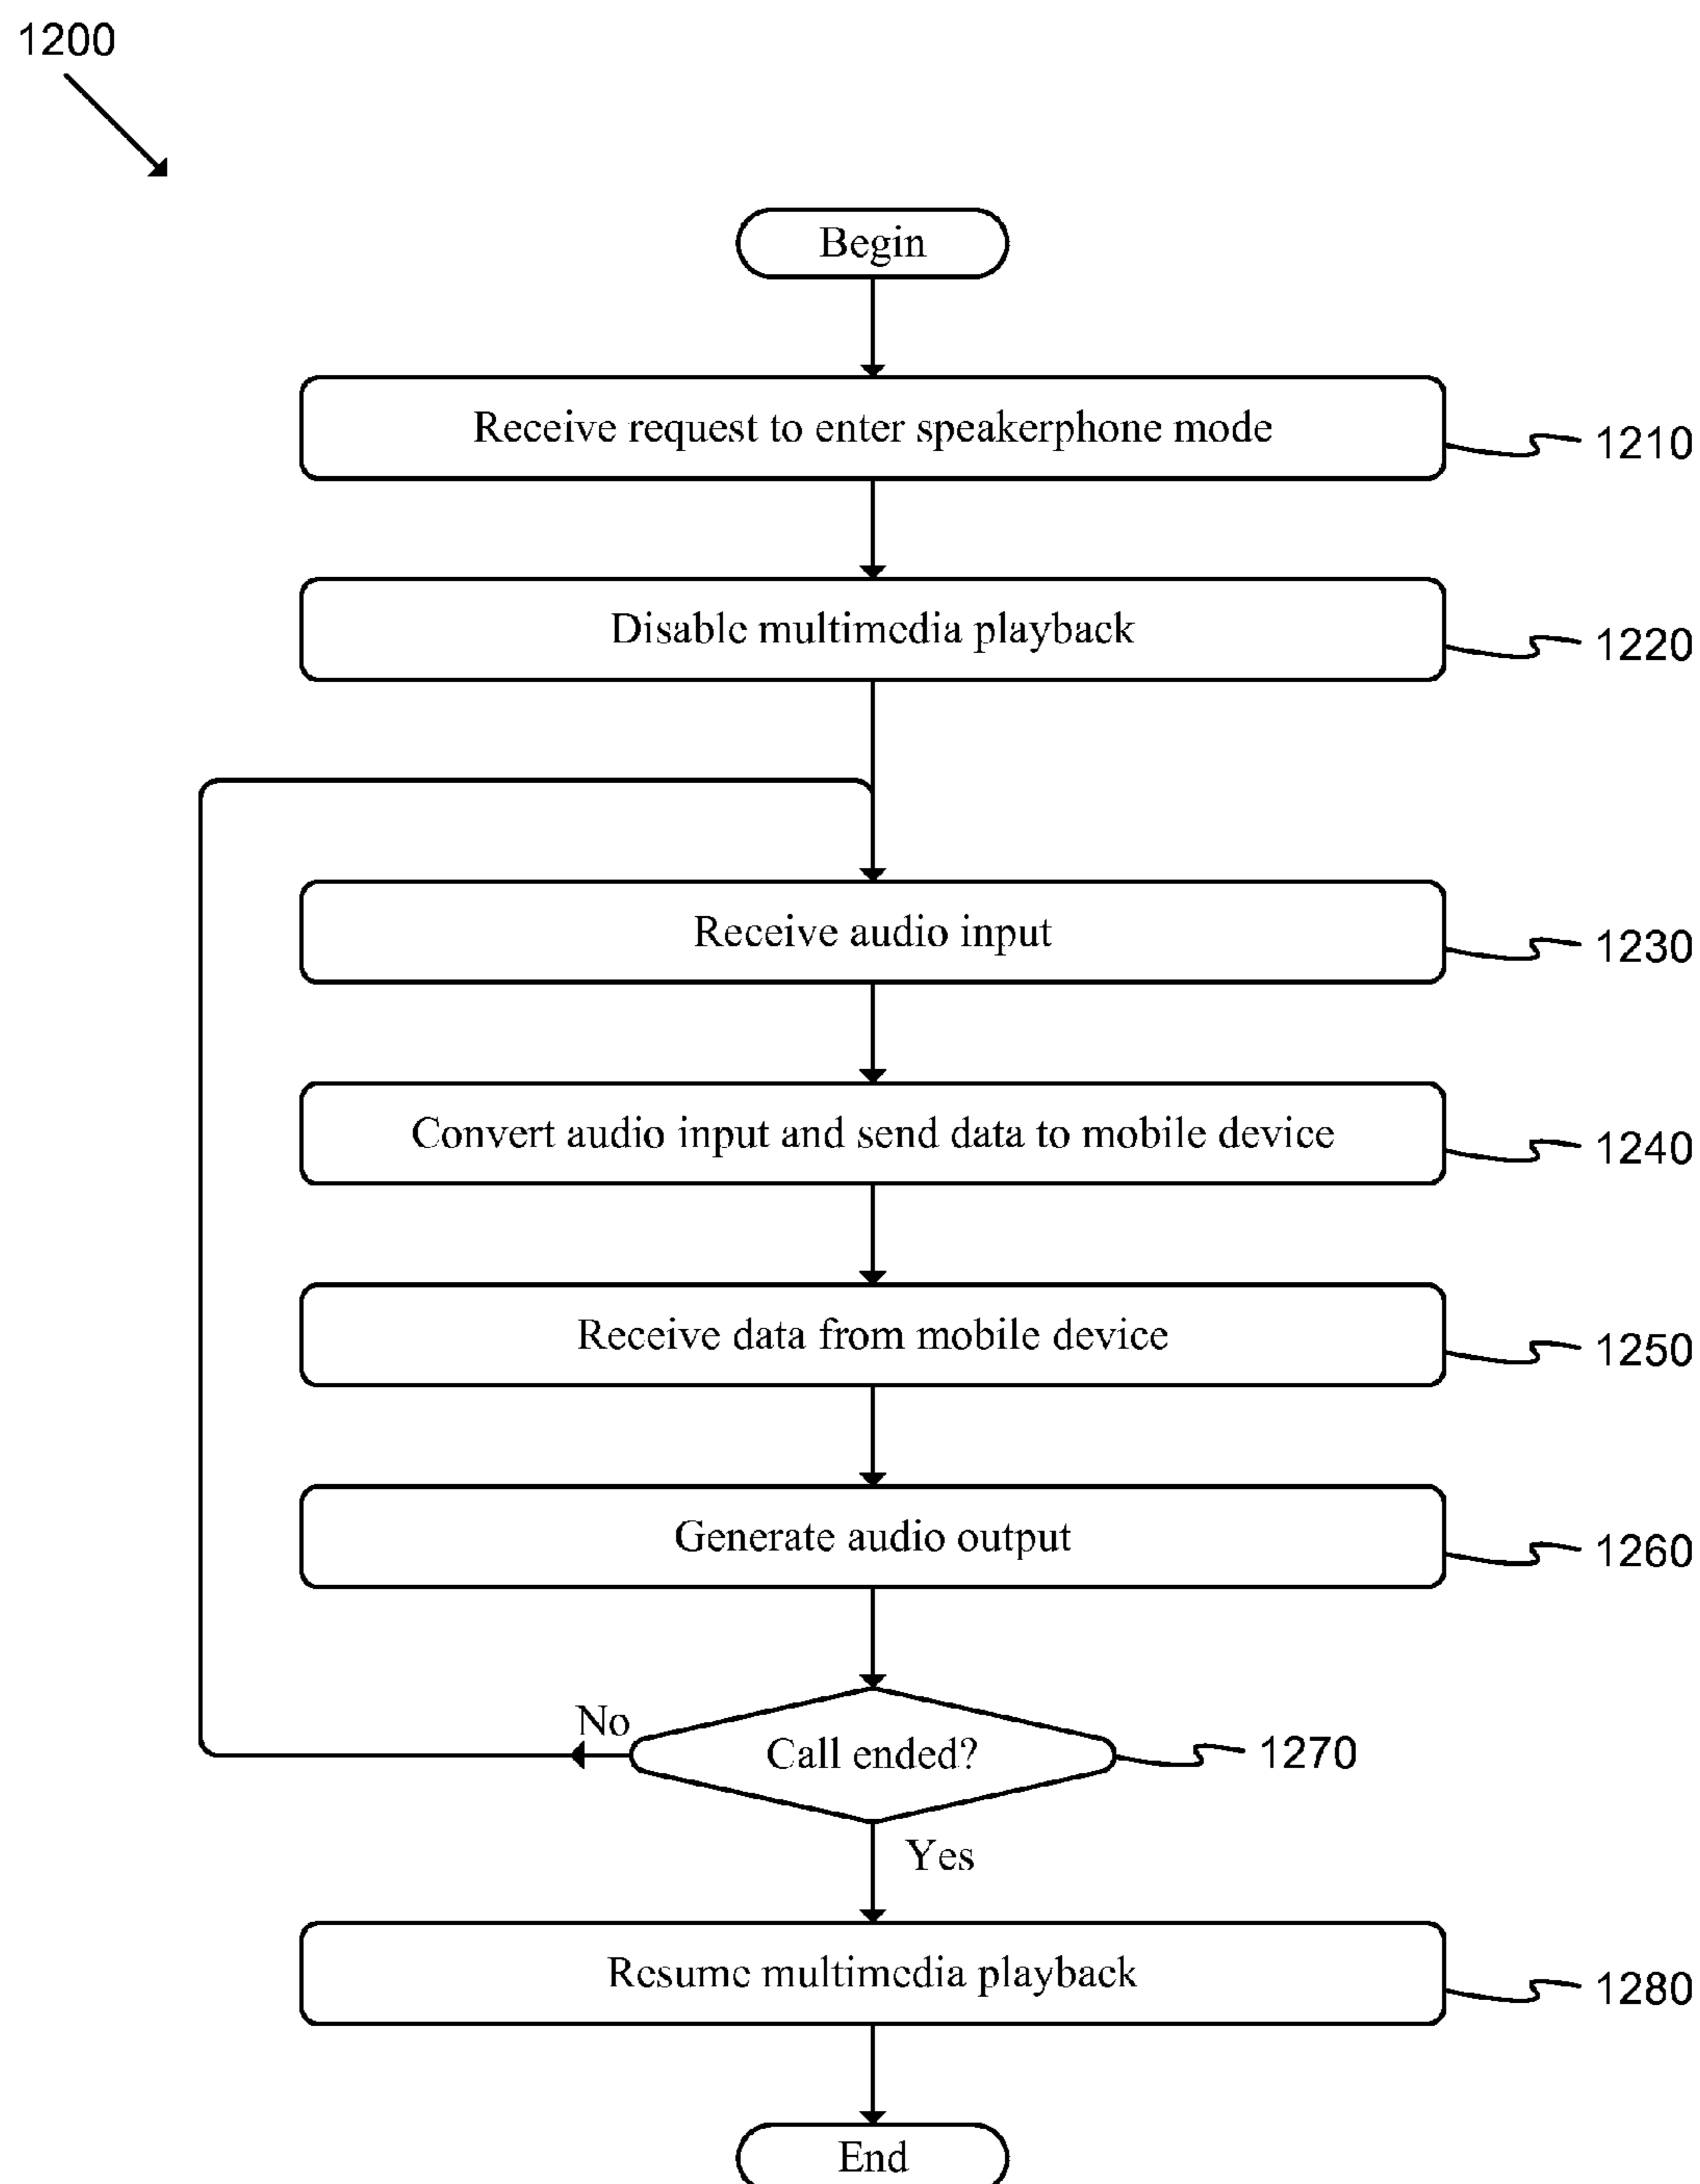 1200
Begin
Receive request to enter speakerphone mode
1210
Disable multimedia playback
1220
Receive audio input
1230
Convert audio input and send data to mobile device
1240
Receive data from mobile device
1250
Generate audio output
1260
No
Call ended?
1270
Yes
Resume multimedia playback
1280
End